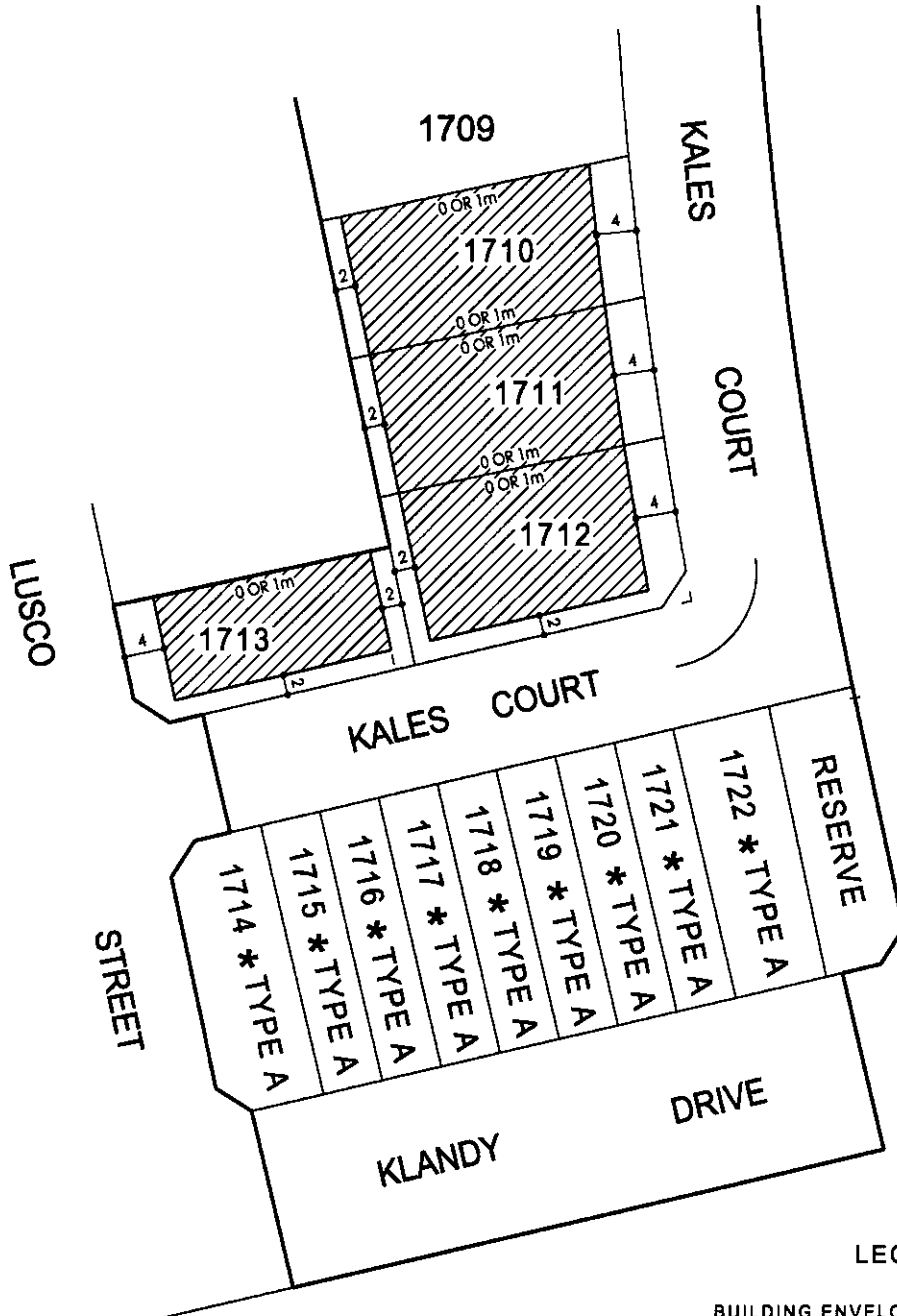 1709
KALES
COURT
0 OR 1m
1710
4
2
0 OR 1m
0 OR 1m
1711
4
2
0 OR 1m
0 OR 1m
1712
4
2
2
LUSCO
STREET
0 OR 1m
1713
4
2
2
KALES COURT
1714 * TYPE A
1715 * TYPE A
1716 * TYPE A
1717 * TYPE A
1718 * TYPE A
1719 * TYPE A
1720 * TYPE A
1721 * TYPE A
1722 * TYPE A
RESERVE
KLANDY DRIVE